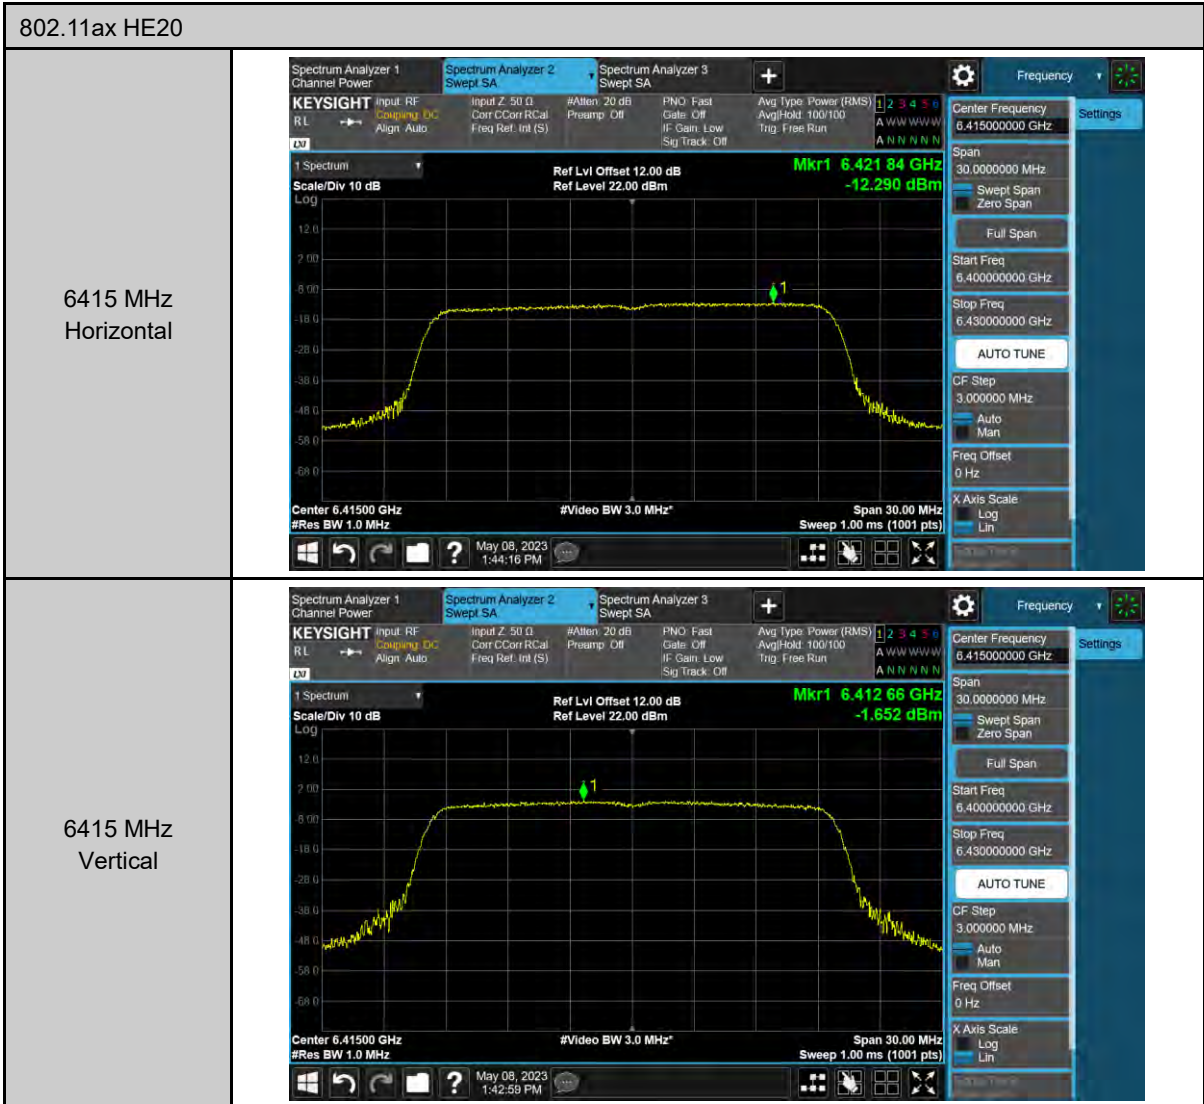 802.11ax HE20
6415 MHz
Horizontal
Spectrum Analyzer 1
Channel Power
Spectrum Analyzer 2
Swept SA
Spectrum Analyzer 3
Swept SA
+
Frequency
KEYSIGHT
RL
LXI
Input: RF
Coupling: DC
Align: Auto
Input Z: 50 Ω
Corr CCorr RCal
Freq Ref: Int (S)
#Atten: 20 dB
Preamp: Off
PNO: Fast
Gate: Off
IF Gain: Low
Sig Track: Off
Avg Type: Power (RMS)
Avg|Hold: 100/100
Trig: Free Run
1 2 3 4 5 6
A W W W W W
A N N N N N
1 Spectrum
Scale/Div 10 dB
Log
Ref Lvl Offset 12.00 dB
Ref Level 22.00 dBm
Mkr1 6.421 84 GHz
-12.290 dBm
12.0
2.00
-8.00
-18.0
-28.0
-38.0
-48.0
-58.0
-68.0
1
Center 6.41500 GHz
#Res BW 1.0 MHz
#Video BW 3.0 MHz*
Span 30.00 MHz
Sweep 1.00 ms (1001 pts)
?
May 08, 2023
1:44:16 PM
Center Frequency
6.415000000 GHz
Settings
Span
30.0000000 MHz
Swept Span
Zero Span
Full Span
Start Freq
6.400000000 GHz
Stop Freq
6.430000000 GHz
AUTO TUNE
CF Step
3.000000 MHz
Auto
Man
Freq Offset
0 Hz
X Axis Scale
Log
Lin
6415 MHz
Vertical
Spectrum Analyzer 1
Channel Power
Spectrum Analyzer 2
Swept SA
Spectrum Analyzer 3
Swept SA
+
Frequency
KEYSIGHT
RL
LXI
Input: RF
Coupling: DC
Align: Auto
Input Z: 50 Ω
Corr CCorr RCal
Freq Ref: Int (S)
#Atten: 20 dB
Preamp: Off
PNO: Fast
Gate: Off
IF Gain: Low
Sig Track: Off
Avg Type: Power (RMS)
Avg|Hold: 100/100
Trig: Free Run
1 2 3 4 5 6
A W W W W W
A N N N N N
1 Spectrum
Scale/Div 10 dB
Log
Ref Lvl Offset 12.00 dB
Ref Level 22.00 dBm
Mkr1 6.412 66 GHz
-1.652 dBm
12.0
2.00
-8.00
-18.0
-28.0
-38.0
-48.0
-58.0
-68.0
1
Center 6.41500 GHz
#Res BW 1.0 MHz
#Video BW 3.0 MHz*
Span 30.00 MHz
Sweep 1.00 ms (1001 pts)
?
May 08, 2023
1:42:59 PM
Center Frequency
6.415000000 GHz
Settings
Span
30.0000000 MHz
Swept Span
Zero Span
Full Span
Start Freq
6.400000000 GHz
Stop Freq
6.430000000 GHz
AUTO TUNE
CF Step
3.000000 MHz
Auto
Man
Freq Offset
0 Hz
X Axis Scale
Log
Lin